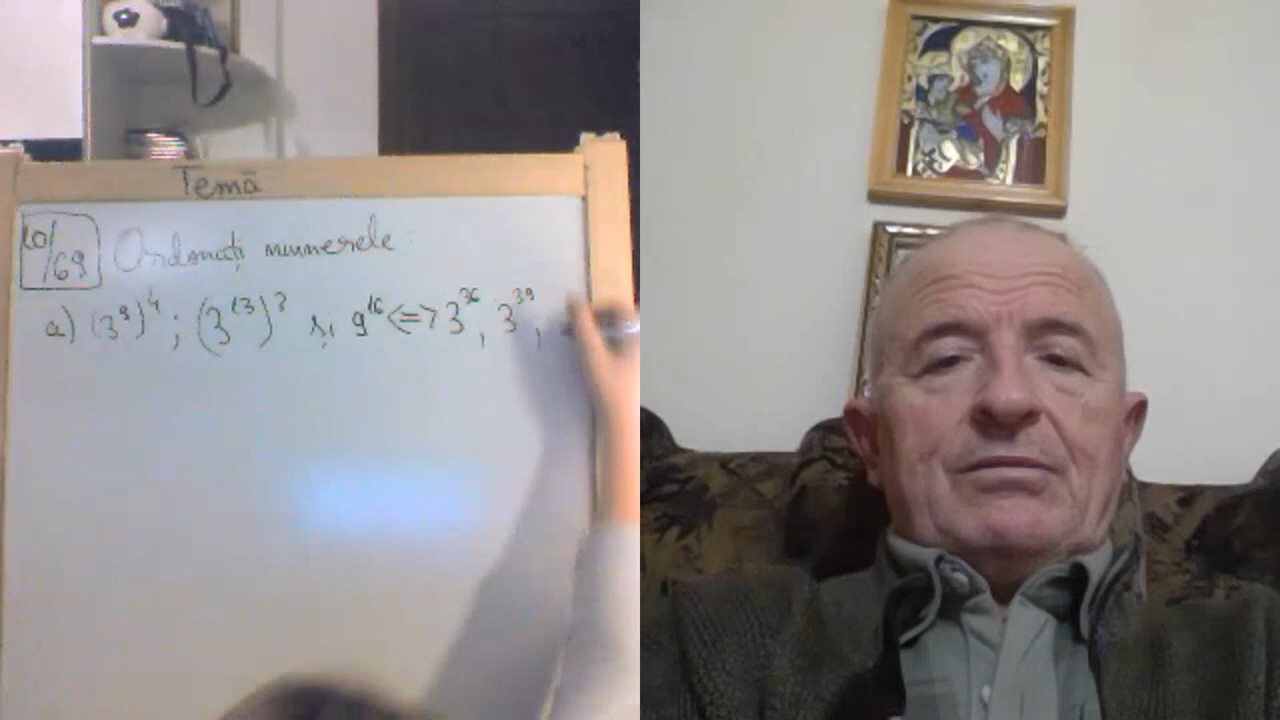 Temă
10/69 Ordonați numerele:
a) (3⁹)⁴ ; (3¹³)³ și 9¹⁶ <=> 3³⁶, 3³⁹,